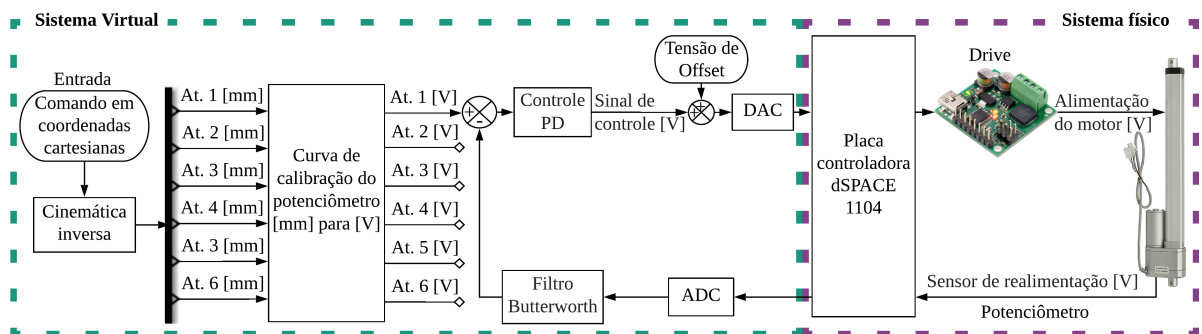 Sistema Virtual
Sistema físico
Entrada
Comando em
coordenadas
cartesianas
Cinemática
inversa
At. 1 [mm]
At. 2 [mm]
At. 3 [mm]
At. 4 [mm]
At. 3 [mm]
At. 6 [mm]
Curva de
calibração do
potenciômetro
[mm] para [V]
At. 1 [V]
At. 2 [V]
At. 3 [V]
At. 4 [V]
At. 5 [V]
At. 6 [V]
+
-
Controle
PD
Sinal de
controle [V]
Tensão de
Offset
+
+
DAC
Placa
controladora
dSPACE
1104
Drive
Alimentação
do motor [V]
Sensor de realimentação [V]
Potenciômetro
ADC
Filtro
Butterworth